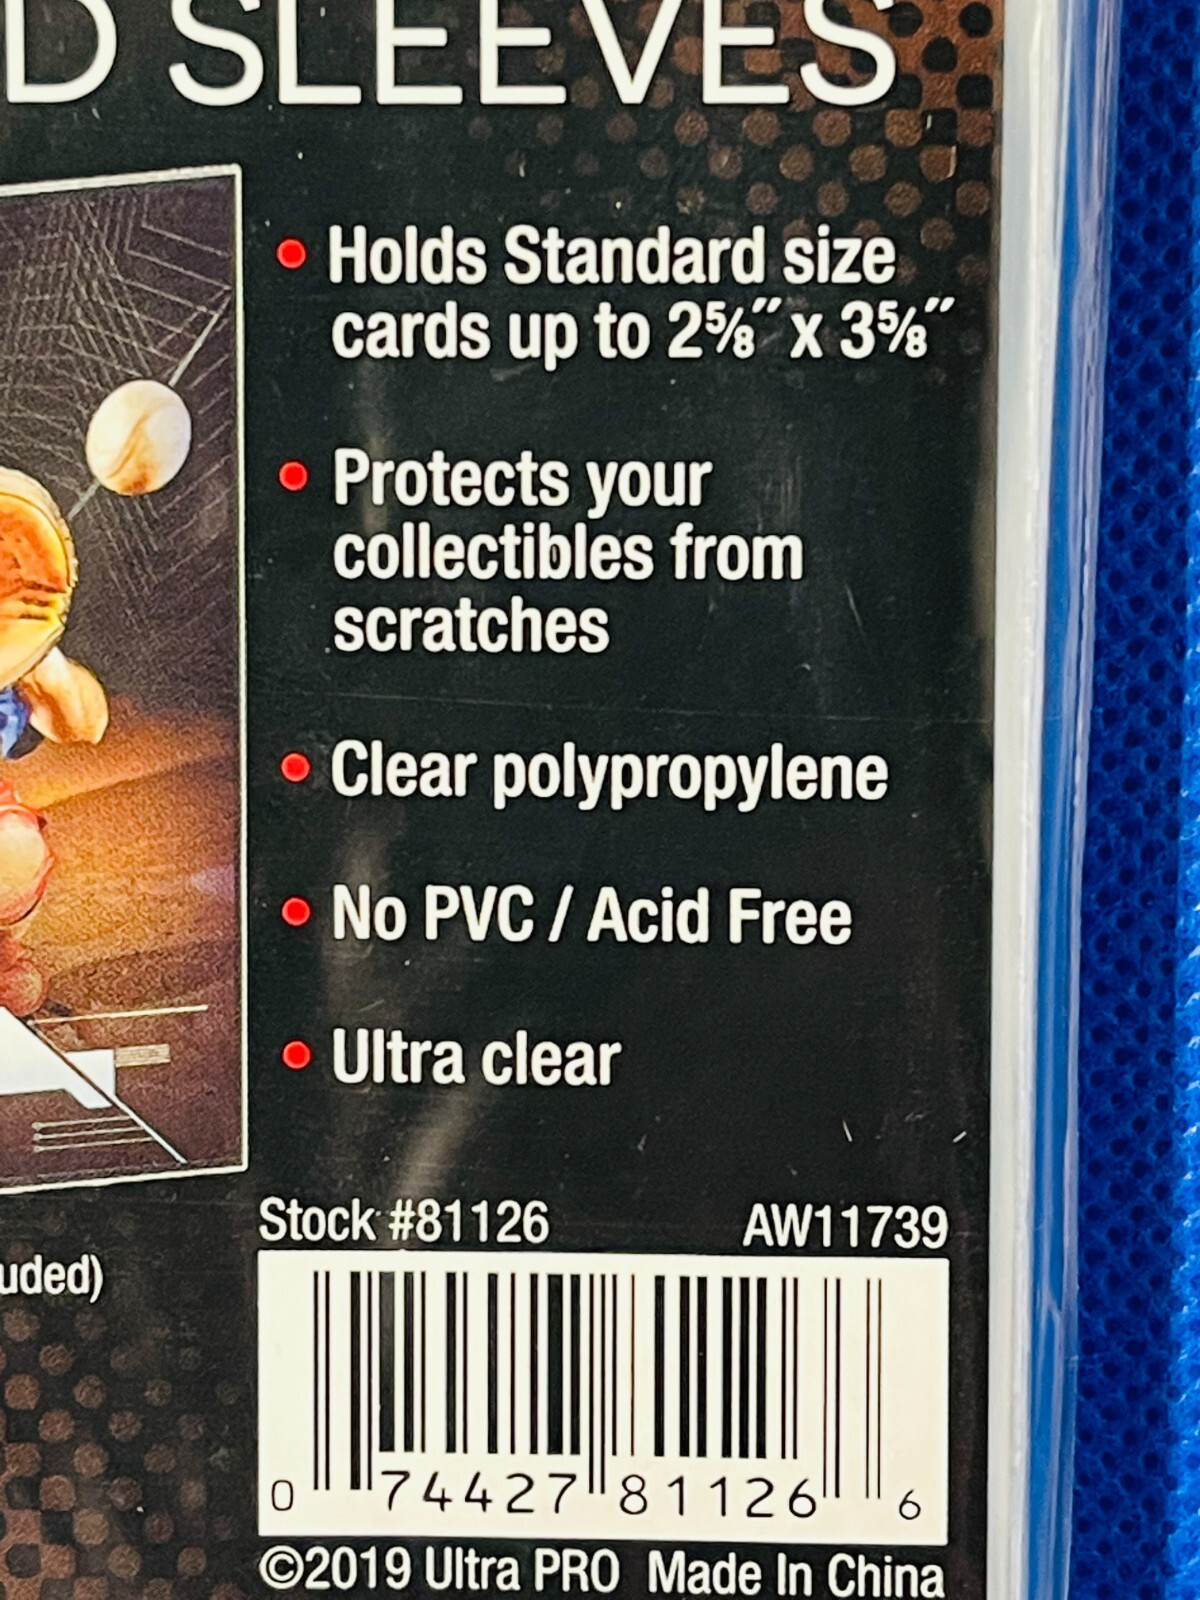 D SLEEVES
• Holds Standard size
cards up to 2⅝″ x 3⅝″
• Protects your
collectibles from
scratches
• Clear polypropylene
• No PVC / Acid Free
• Ultra clear
Stock #81126 AW11739
uded)
0 74427 81126 6
©2019 Ultra PRO Made In China